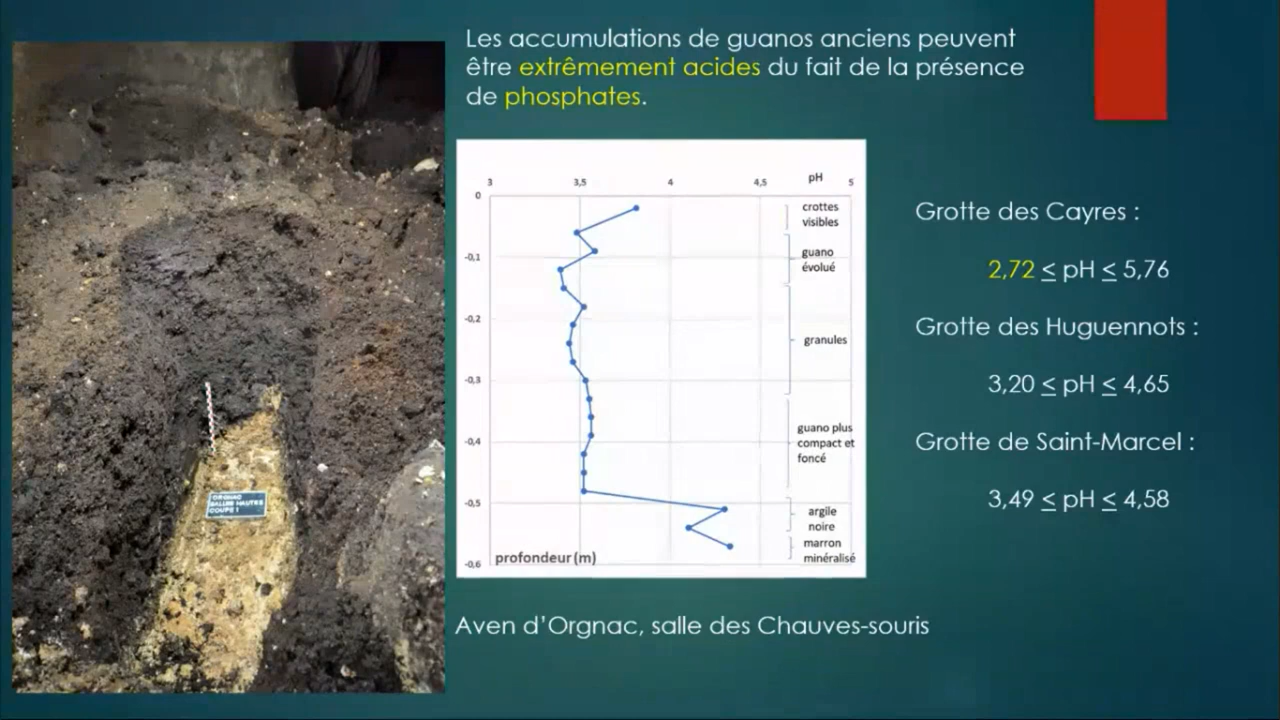 Les accumulations de guanos anciens peuvent
être extrêmement acides du fait de la présence
de phosphates.
pH
3
3,5
4
4,5
5
0
-0,1
-0,2
-0,3
-0,4
-0,5
-0,6
crottes
visibles
guano
évolué
granules
guano plus
compact et
foncé
argile
noire
marron
minéralisé
profondeur (m)
ORGNAC
SALLES HAUTES
COUPE 1
Aven d'Orgnac, salle des Chauves-souris
Grotte des Cayres :
2,72 ≤ pH ≤ 5,76
Grotte des Huguennots :
3,20 ≤ pH ≤ 4,65
Grotte de Saint-Marcel :
3,49 ≤ pH ≤ 4,58